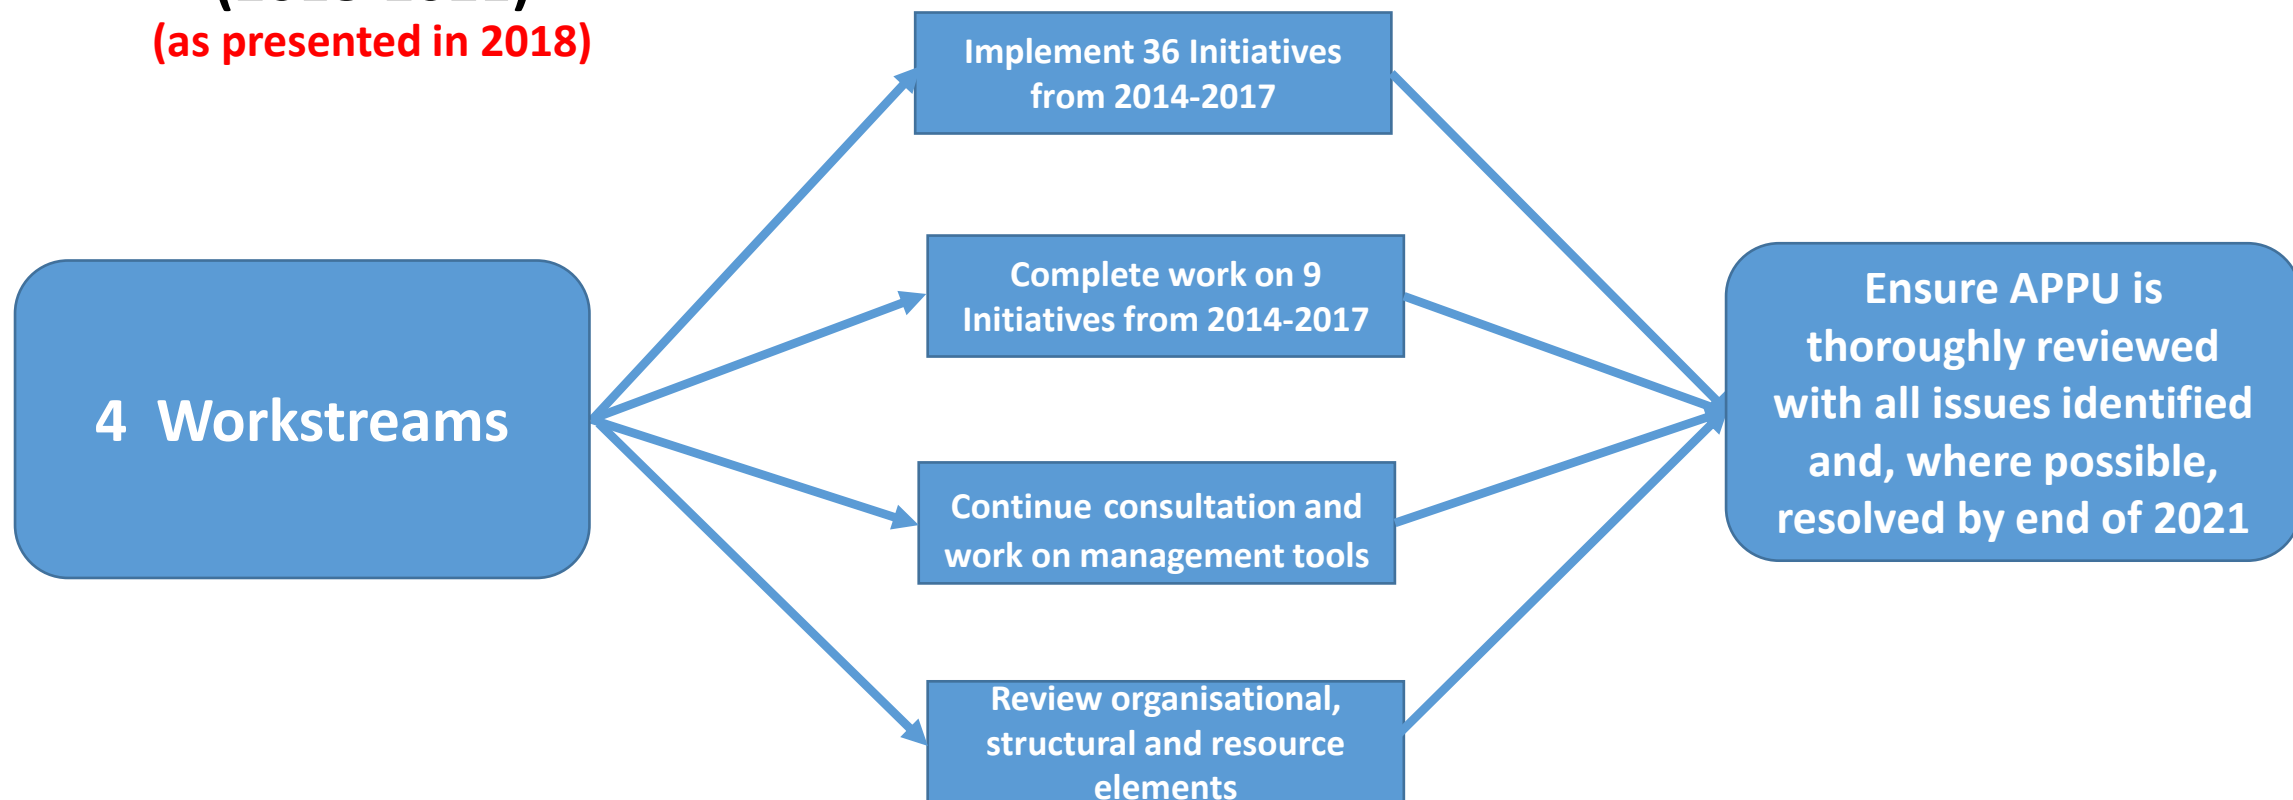 (as presented in 2018)
Implement 36 Initiatives
from 2014-2017
Complete work on 9
Initiatives from 2014-2017
4 Workstreams
Continue consultation and
work on management tools
Review organisational,
structural and resource
elements
Ensure APPU is
thoroughly reviewed
with all issues identified
and, where possible,
resolved by end of 2021